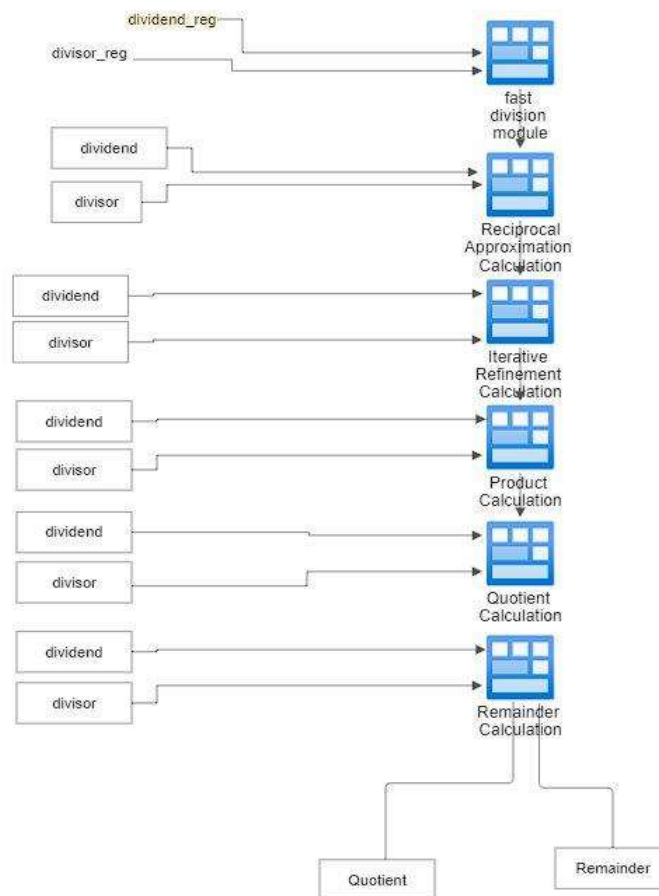 dividend_reg
divisor_reg
fast
division
module
dividend
divisor
Reciprocal
Approximation
Calculation
dividend
divisor
Iterative
Refinement
Calculation
dividend
divisor
Product
Calculation
dividend
divisor
Quotient
Calculation
dividend
divisor
Remainder
Calculation
Quotient
Remainder